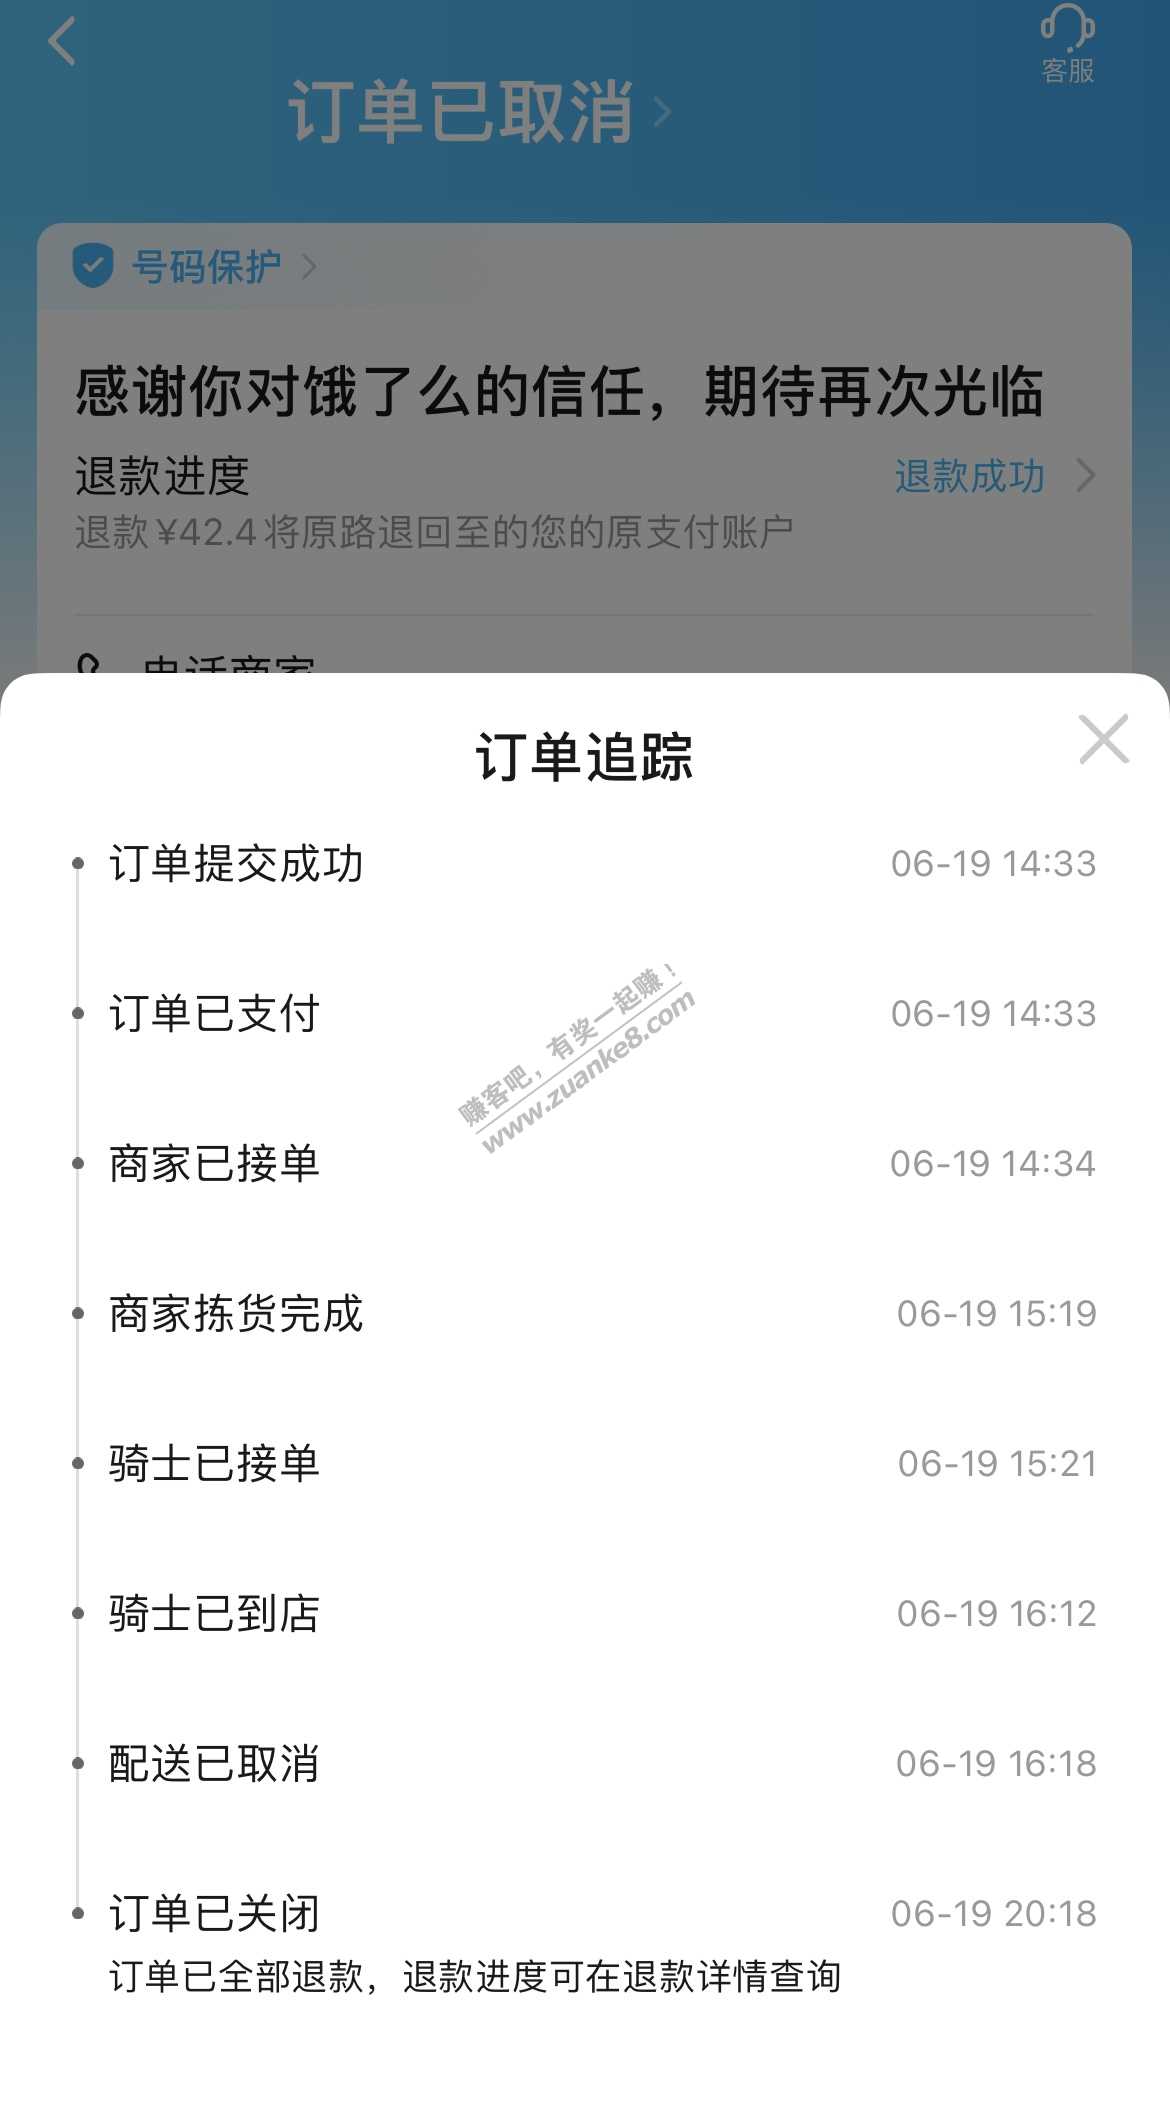 客服
订单已取消
号码保护
感谢你对饿了么的信任，期待再次光临
退款进度 退款成功
退款 ¥42.4 将原路退回至的您的原支付账户
电话商家
订单追踪
订单提交成功 06-19 14:33
订单已支付 06-19 14:33
赚客吧，有奖一起赚！
www.zuanke8.com
商家已接单 06-19 14:34
商家拣货完成 06-19 15:19
骑士已接单 06-19 15:21
骑士已到店 06-19 16:12
配送已取消 06-19 16:18
订单已关闭 06-19 20:18
订单已全部退款，退款进度可在退款详情查询